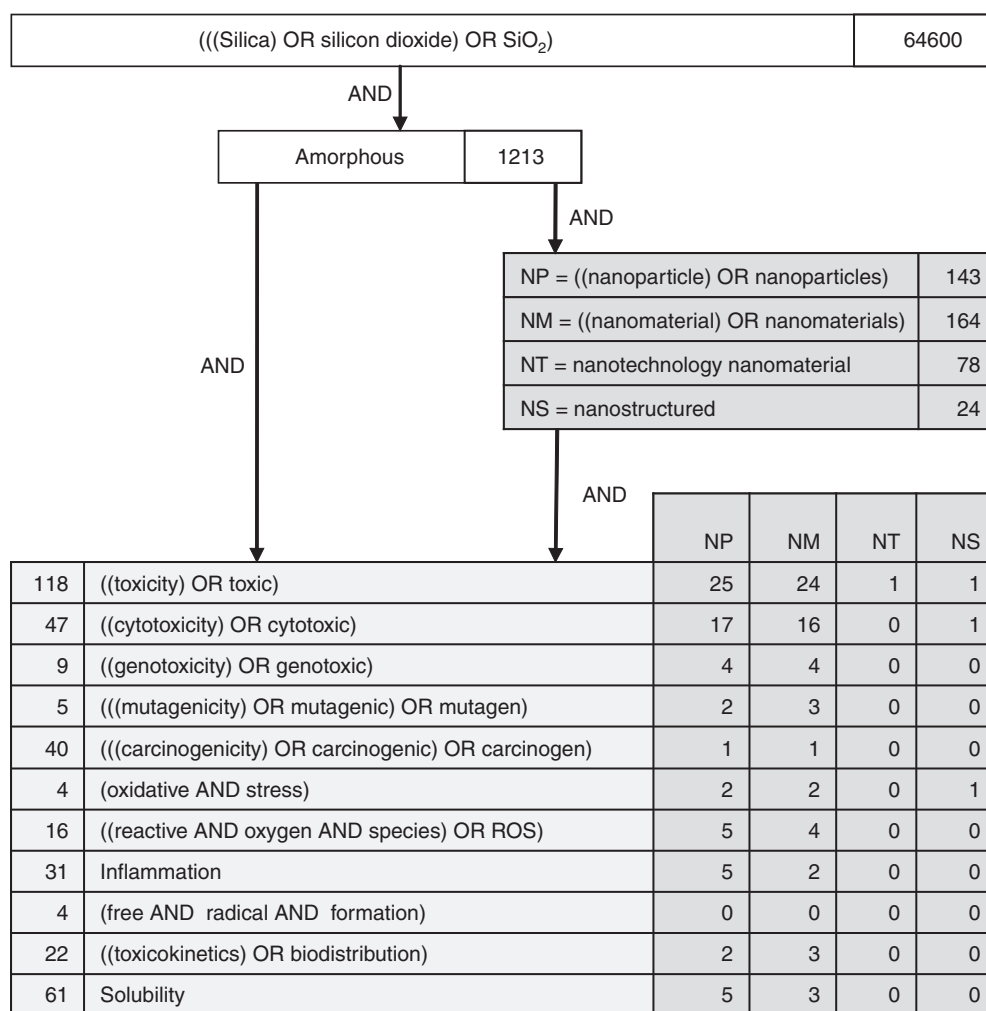 (((Silica) OR silicon dioxide) OR SiO₂) 64600
AND
Amorphous 1213
AND
NP = ((nanoparticle) OR nanoparticles) 143
NM = ((nanomaterial) OR nanomaterials) 164
AND
NT = nanotechnology nanomaterial 78
NS = nanostructured 24
AND
NP NM NT NS
118 ((toxicity) OR toxic) 25 24 1 1
47 ((cytotoxicity) OR cytotoxic) 17 16 0 1
9 ((genotoxicity) OR genotoxic) 4 4 0 0
5 (((mutagenicity) OR mutagenic) OR mutagen) 2 3 0 0
40 (((carcinogenicity) OR carcinogenic) OR carcinogen) 1 1 0 0
4 (oxidative AND stress) 2 2 0 1
16 ((reactive AND oxygen AND species) OR ROS) 5 4 0 0
31 Inflammation 5 2 0 0
4 (free AND radical AND formation) 0 0 0 0
22 ((toxicokinetics) OR biodistribution) 2 3 0 0
61 Solubility 5 3 0 0